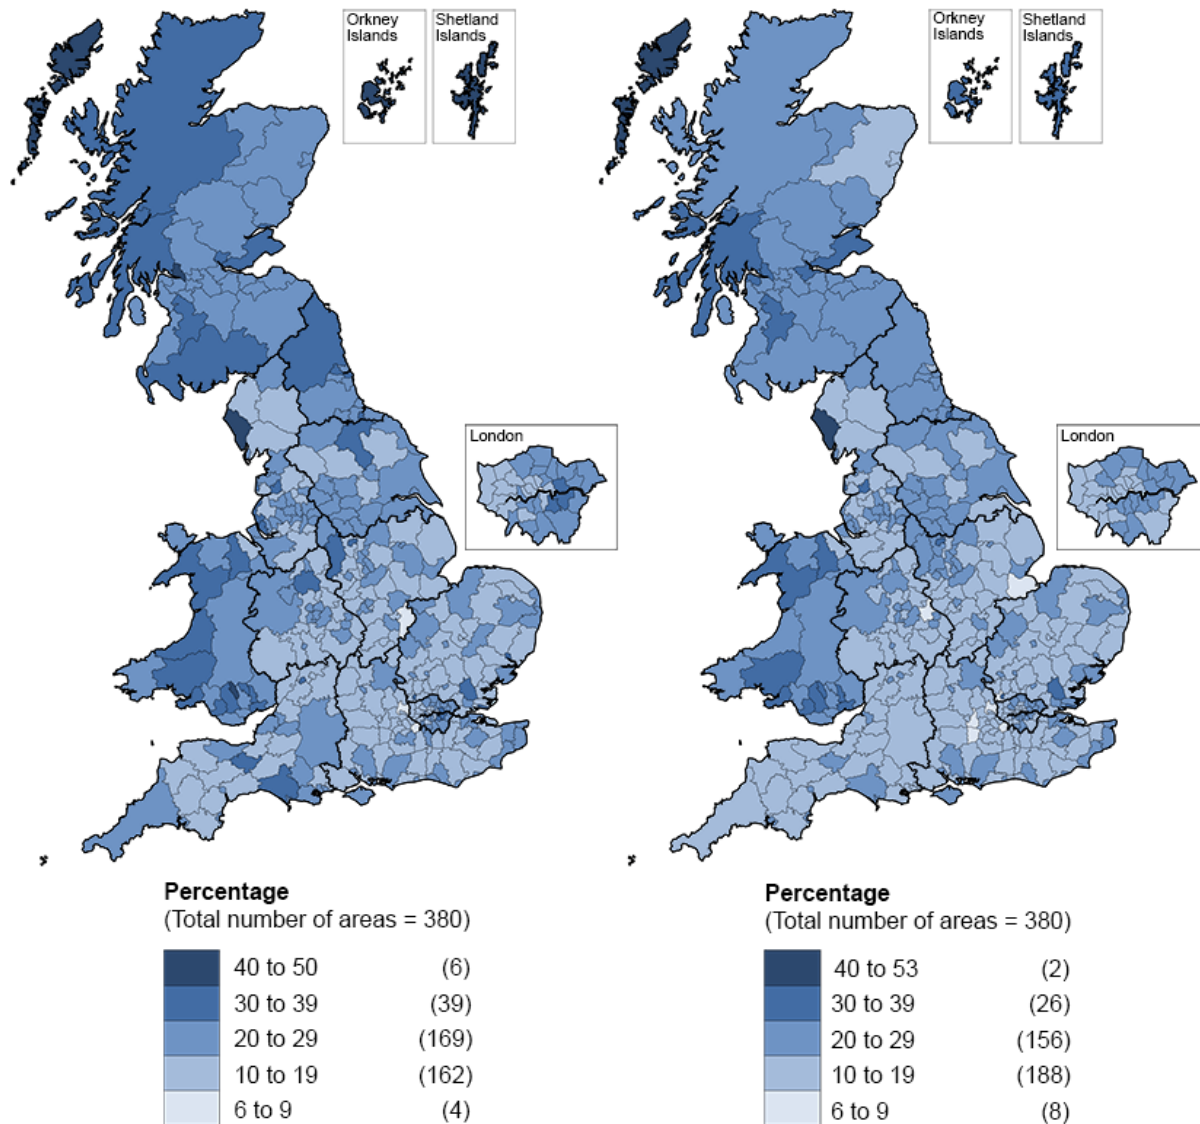 Orkney
Islands
Shetland
Islands
Orkney
Islands
Shetland
Islands
London
London
Percentage
(Total number of areas = 380)
40 to 50 (6)
30 to 39 (39)
20 to 29 (169)
10 to 19 (162)
6 to 9 (4)
Percentage
(Total number of areas = 380)
40 to 53 (2)
30 to 39 (26)
20 to 29 (156)
10 to 19 (188)
6 to 9 (8)